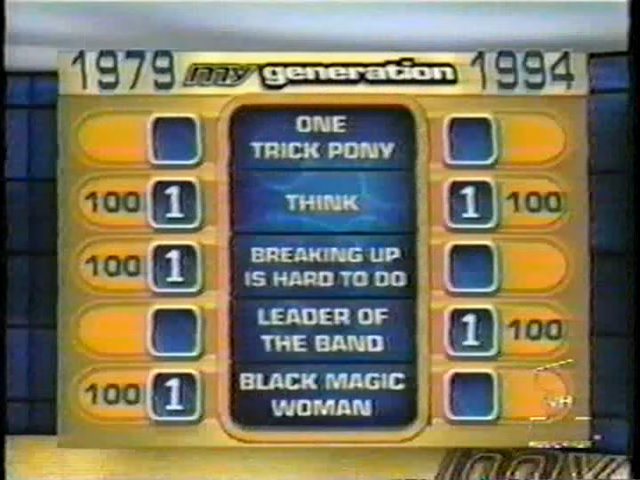 1979 my generation 1994
ONE
TRICK PONY
100 1 THINK 1 100
100 1 BREAKING UP
IS HARD TO DO
LEADER OF
THE BAND 1 100
100 1 BLACK MAGIC
WOMAN